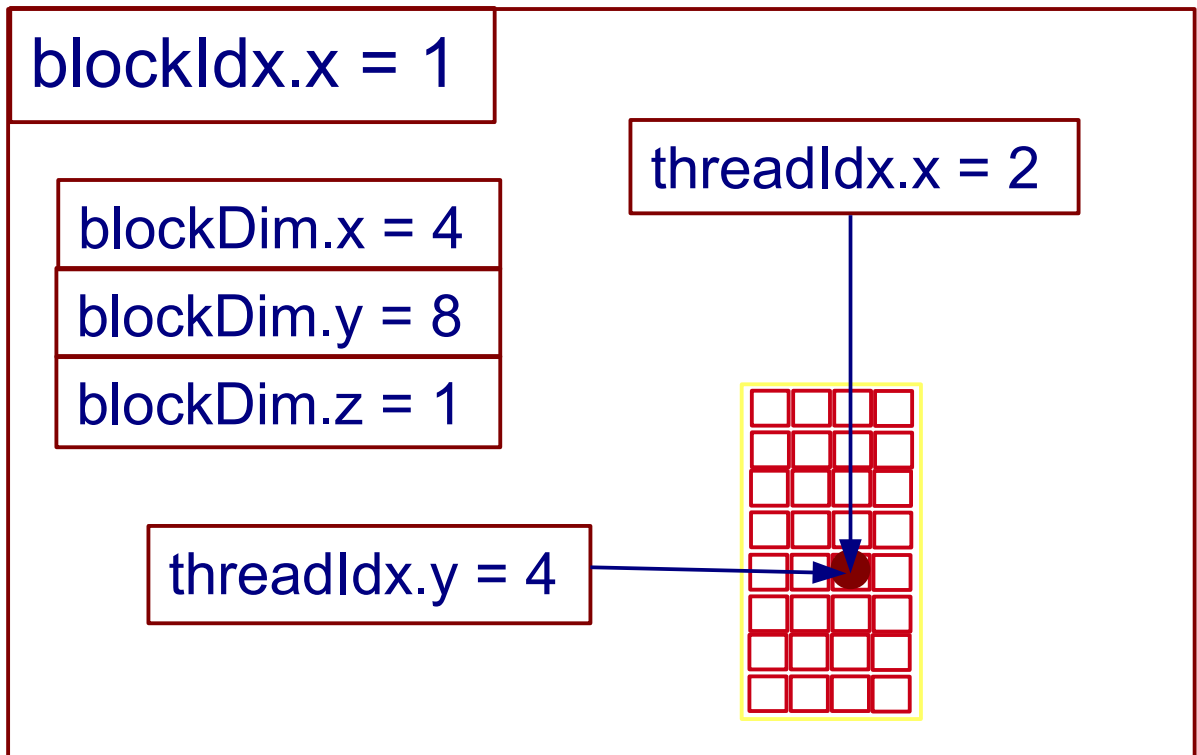 blockIdx.x = 1
threadIdx.x = 2
blockDim.x = 4
blockDim.y = 8
blockDim.z = 1
threadIdx.y = 4